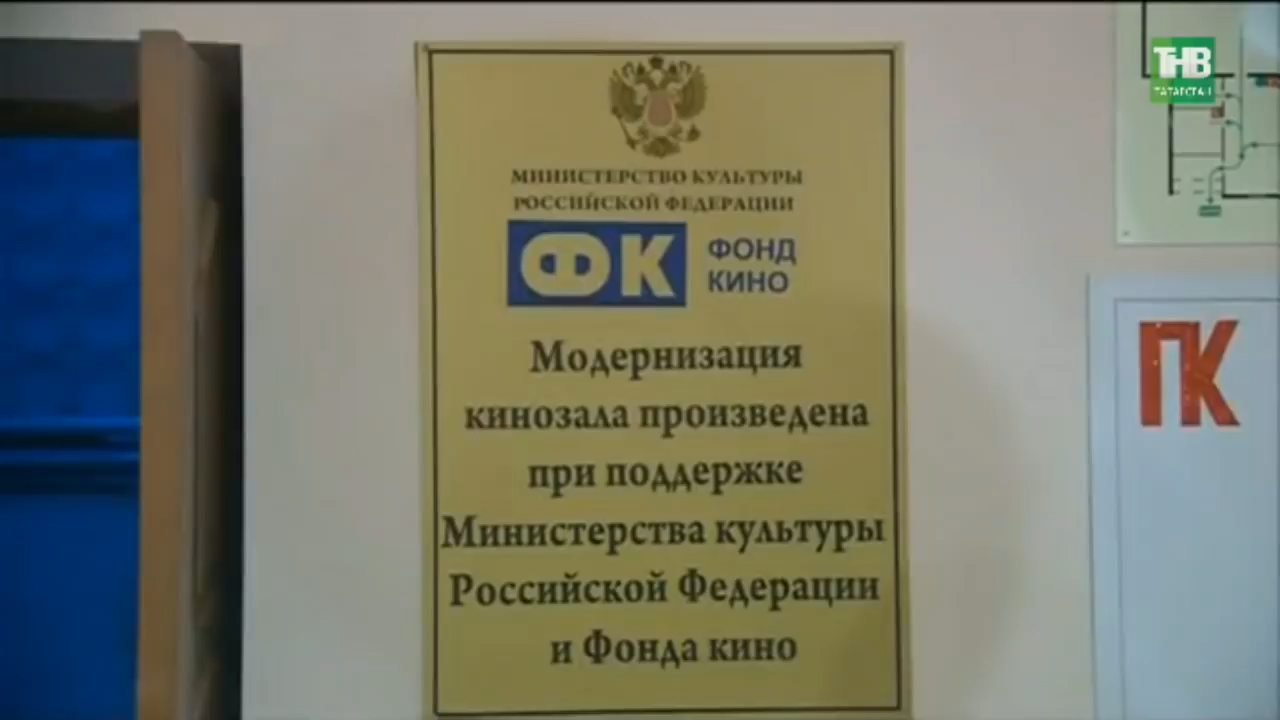 ТНВ
ТАТАРСТАН
МИНИСТЕРСТВО КУЛЬТУРЫ
РОССИЙСКОЙ ФЕДЕРАЦИИ
ФК
ФОНД
КИНО
Модернизация
кинозала произведена
при поддержке
Министерства культуры
Российской Федерации
и Фонда кино
ПК